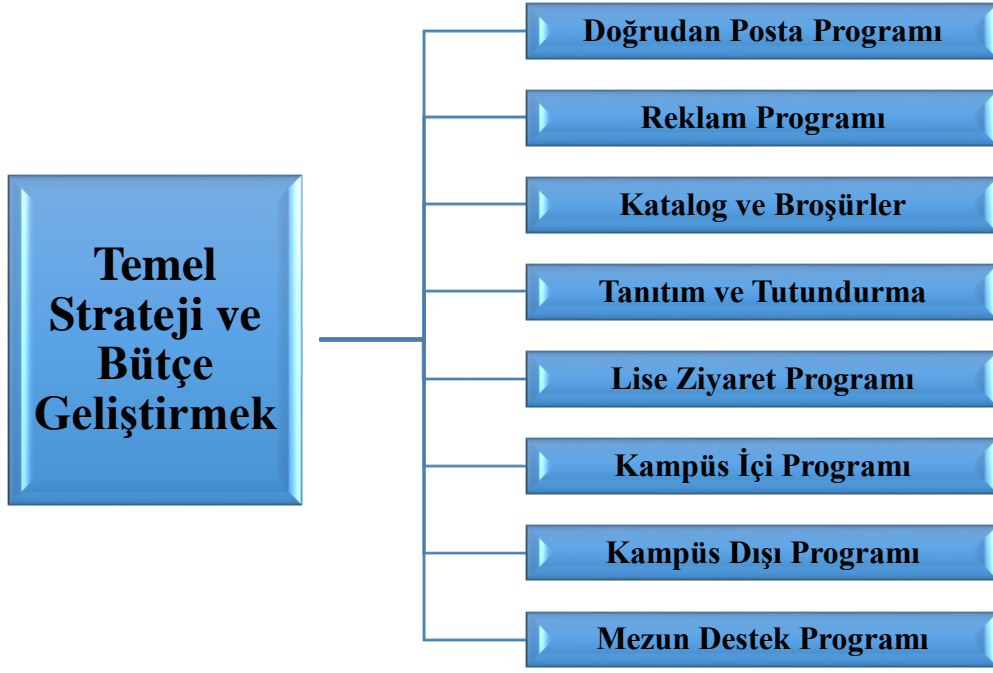 Temel
Strateji ve
Bütçe
Geliştirmek
Doğrudan Posta Programı
Reklam Programı
Katalog ve Broşürler
Tanıtım ve Tutundurma
Lise Ziyaret Programı
Kampüs İçi Programı
Kampüs Dışı Programı
Mezun Destek Programı